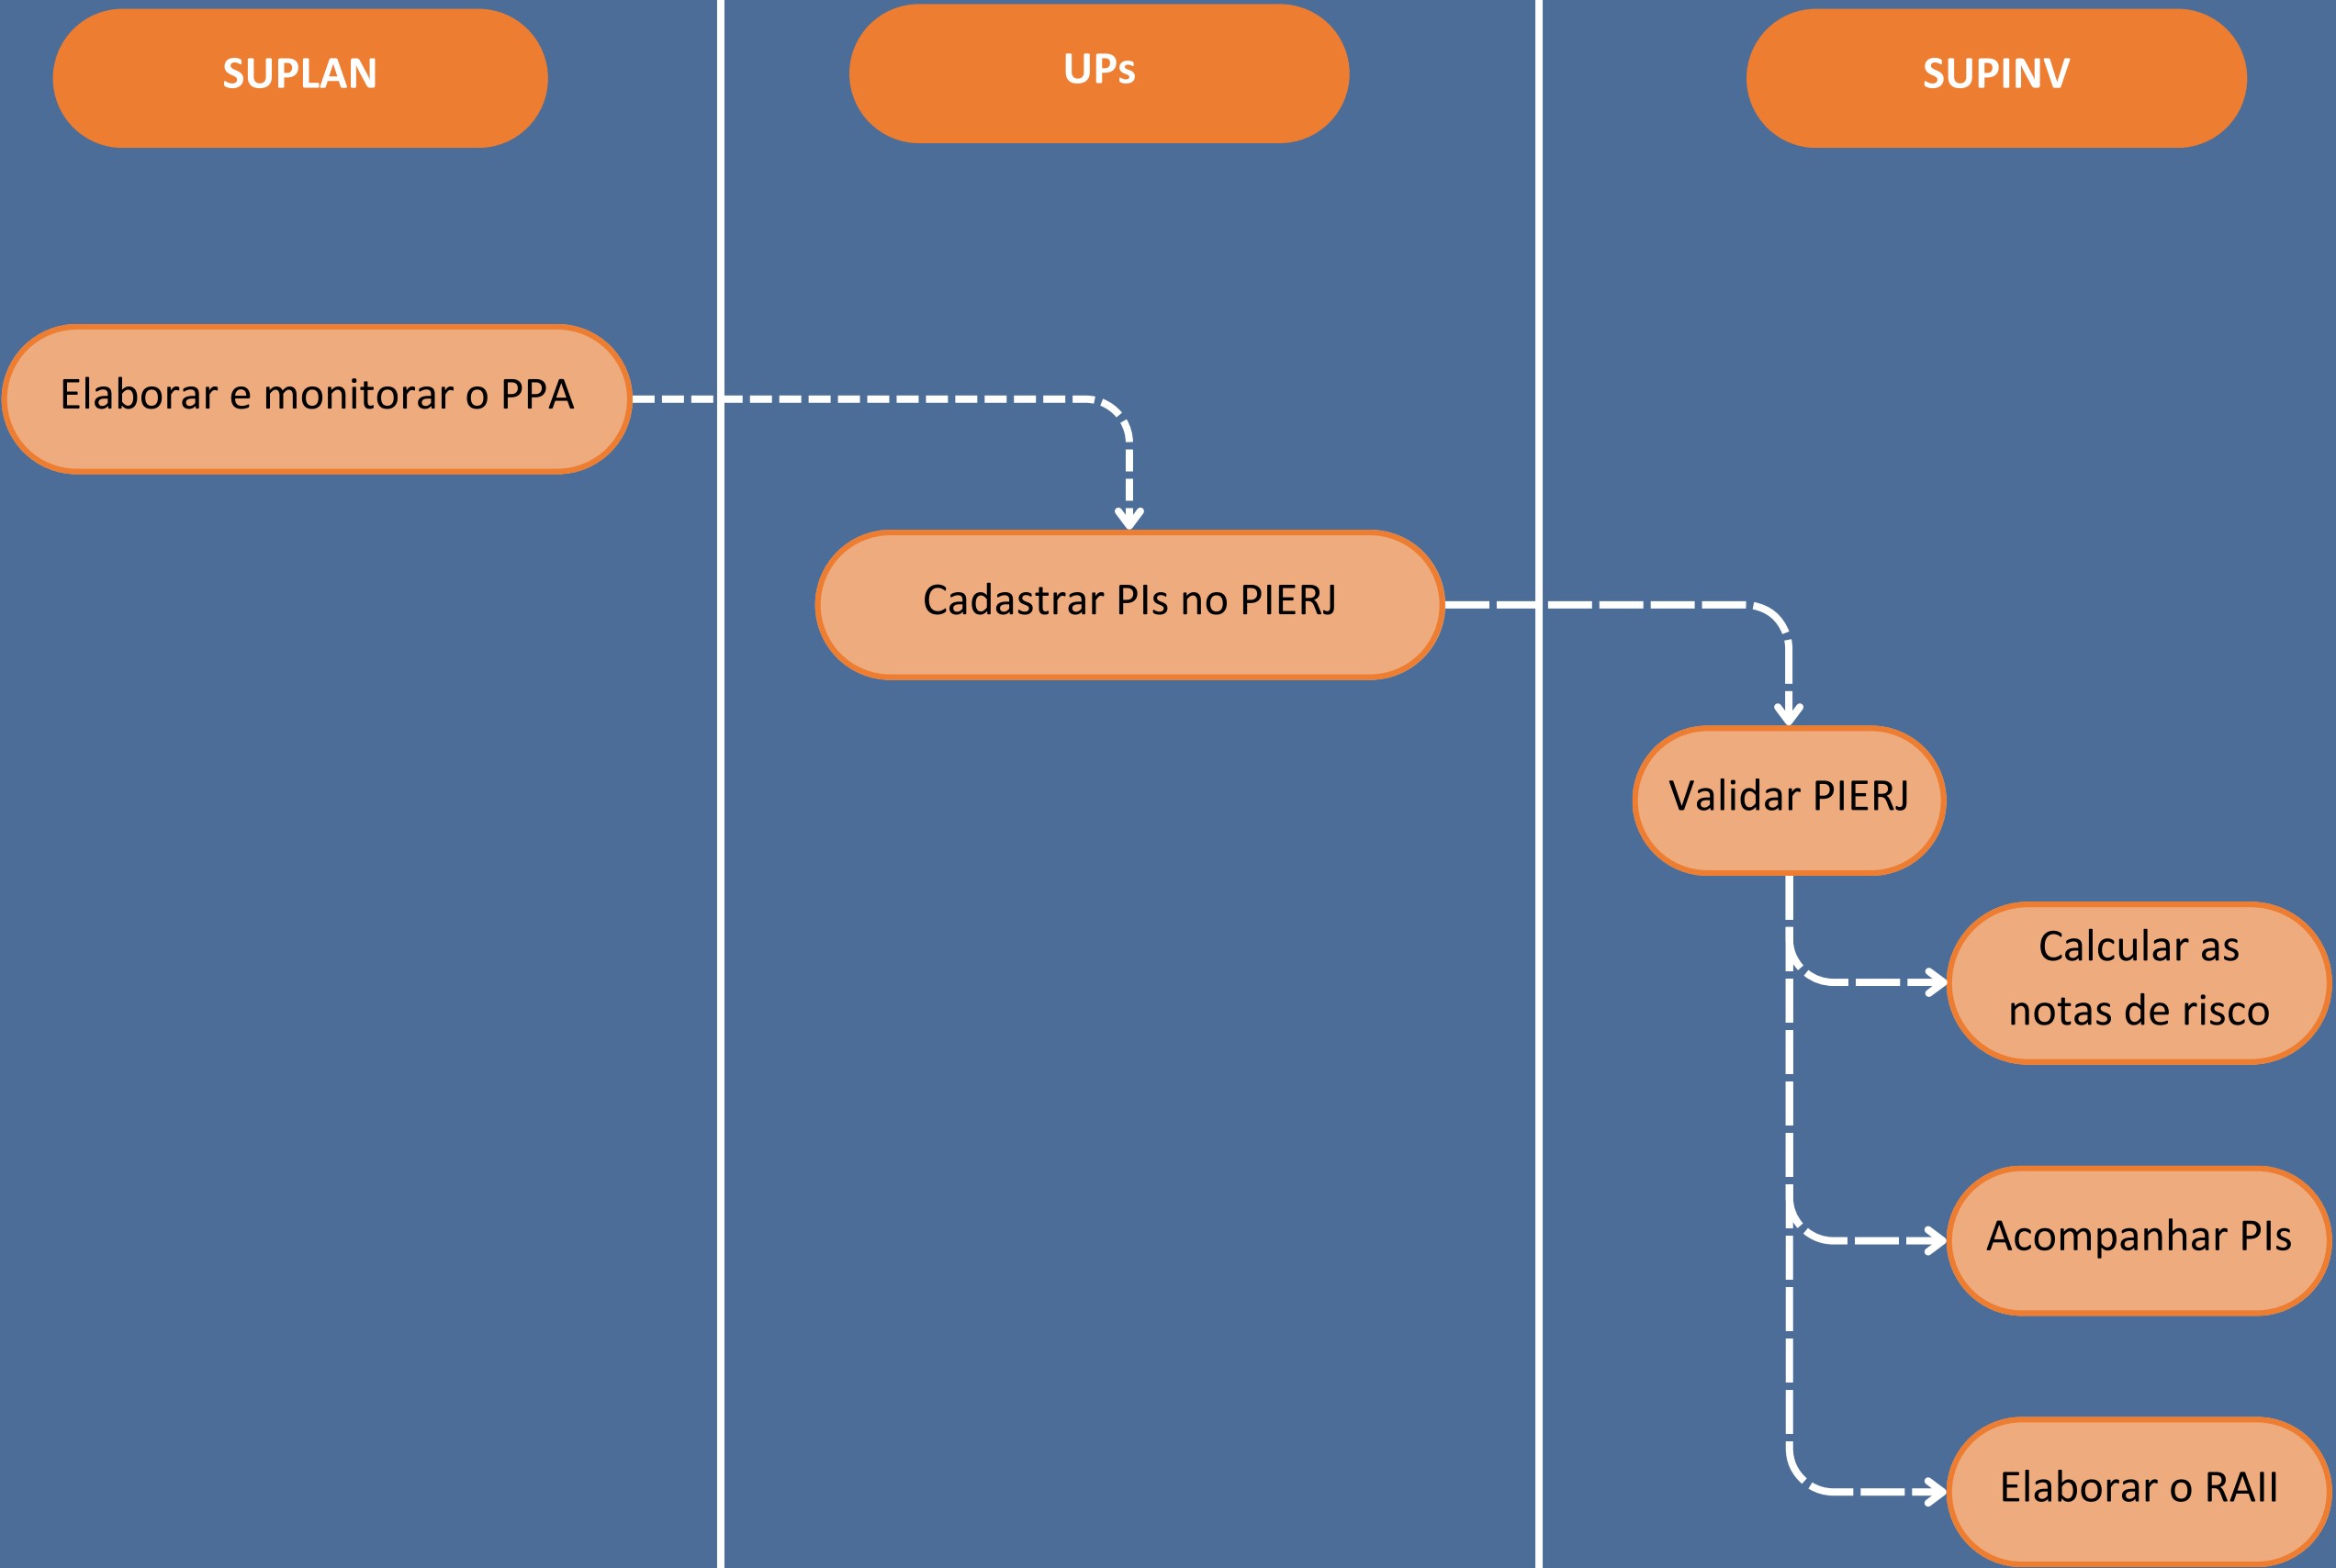 SUPLAN
UPs
SUPINV
Elaborar e monitorar o PPA
Cadastrar PIs no PIERJ
Validar PIERJ
Calcular as
notas de risco
Acompanhar PIs
Elaborar o RAII